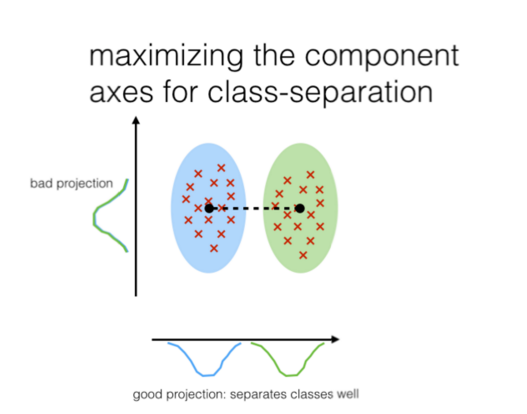 maximizing the component
axes for class-separation
bad projection
good projection: separates classes well